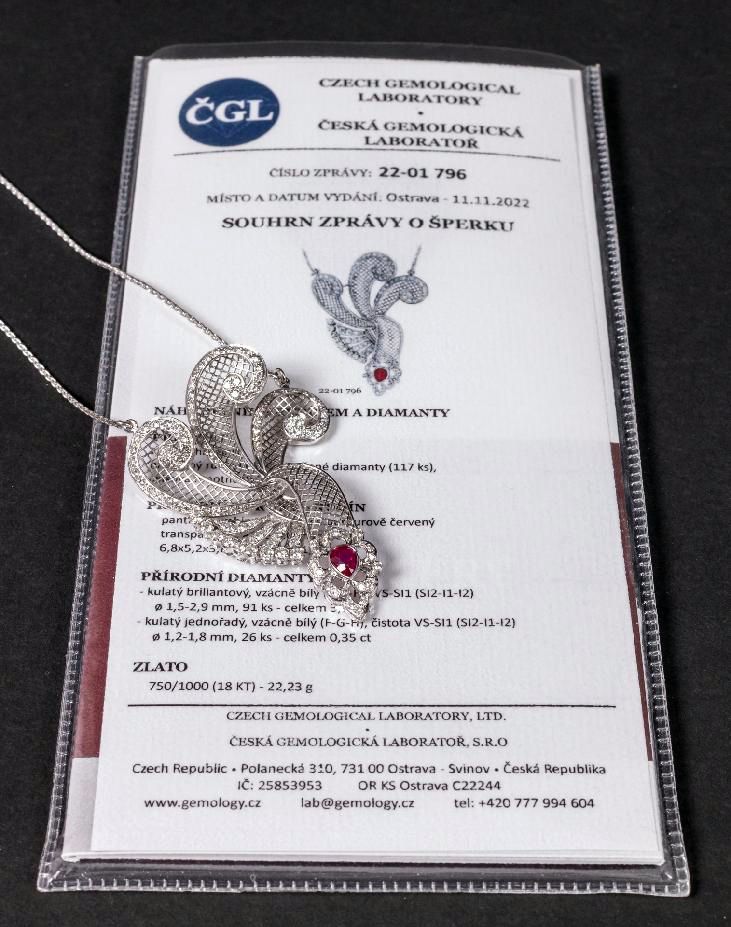 ČGL
CZECH GEMOLOGICAL
LABORATORY
•
ČESKÁ GEMOLOGICKÁ
LABORATOŘ
ČÍSLO ZPRÁVY: 22-01 796
MÍSTO A DATUM VYDÁNÍ: Ostrava - 11.11.2022
SOUHRN ZPRÁVY O ŠPERKU
22-01 796
A DIAMANTY
diamanty (117 ks),
červený
PŘÍRODNÍ DIAMANTY
- kulatý briliantový, vzácně bílý VS-SI1 (SI2-I1-I2)
ø 1,5-2,9 mm, 91 ks - celkem
- kulatý jednořadý, vzácně bílý (F-G-H), čistota VS-SI1 (SI2-I1-I2)
ø 1,2-1,8 mm, 26 ks - celkem 0,35 ct
ZLATO
750/1000 (18 KT) - 22,23 g
CZECH GEMOLOGICAL LABORATORY, LTD.
•
ČESKÁ GEMOLOGICKÁ LABORATOŘ, S.R.O
Czech Republic • Polanecká 310, 731 00 Ostrava - Svinov • Česká Republika
IČ: 25853953 OR KS Ostrava C22244
www.gemology.cz lab@gemology.cz tel: +420 777 994 604